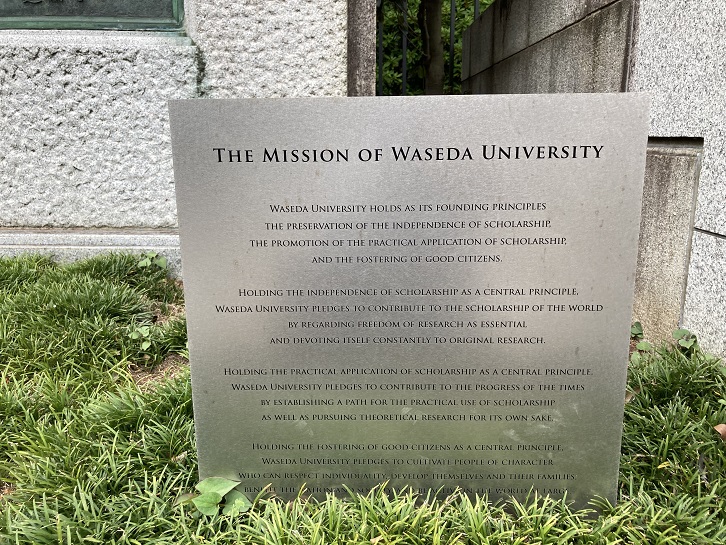 THE MISSION OF WASEDA UNIVERSITY
WASEDA UNIVERSITY HOLDS AS ITS FOUNDING PRINCIPLES
THE PRESERVATION OF THE INDEPENDENCE OF SCHOLARSHIP,
THE PROMOTION OF THE PRACTICAL APPLICATION OF SCHOLARSHIP,
AND THE FOSTERING OF GOOD CITIZENS.
HOLDING THE INDEPENDENCE OF SCHOLARSHIP AS A CENTRAL PRINCIPLE,
WASEDA UNIVERSITY PLEDGES TO CONTRIBUTE TO THE SCHOLARSHIP OF THE WORLD
BY REGARDING FREEDOM OF RESEARCH AS ESSENTIAL
AND DEVOTING ITSELF CONSTANTLY TO ORIGINAL RESEARCH.
HOLDING THE PRACTICAL APPLICATION OF SCHOLARSHIP AS A CENTRAL PRINCIPLE,
WASEDA UNIVERSITY PLEDGES TO CONTRIBUTE TO THE PROGRESS OF THE TIMES
BY ESTABLISHING A PATH FOR THE PRACTICAL USE OF SCHOLARSHIP
AS WELL AS PURSUING THEORETICAL RESEARCH FOR ITS OWN SAKE.
HOLDING THE FOSTERING OF GOOD CITIZENS AS A CENTRAL PRINCIPLE,
WASEDA UNIVERSITY PLEDGES TO CULTIVATE PEOPLE OF CHARACTER
WHO CAN RESPECT INDIVIDUALITY, DEVELOP THEMSELVES AND THEIR FAMILIES,
THE NATION